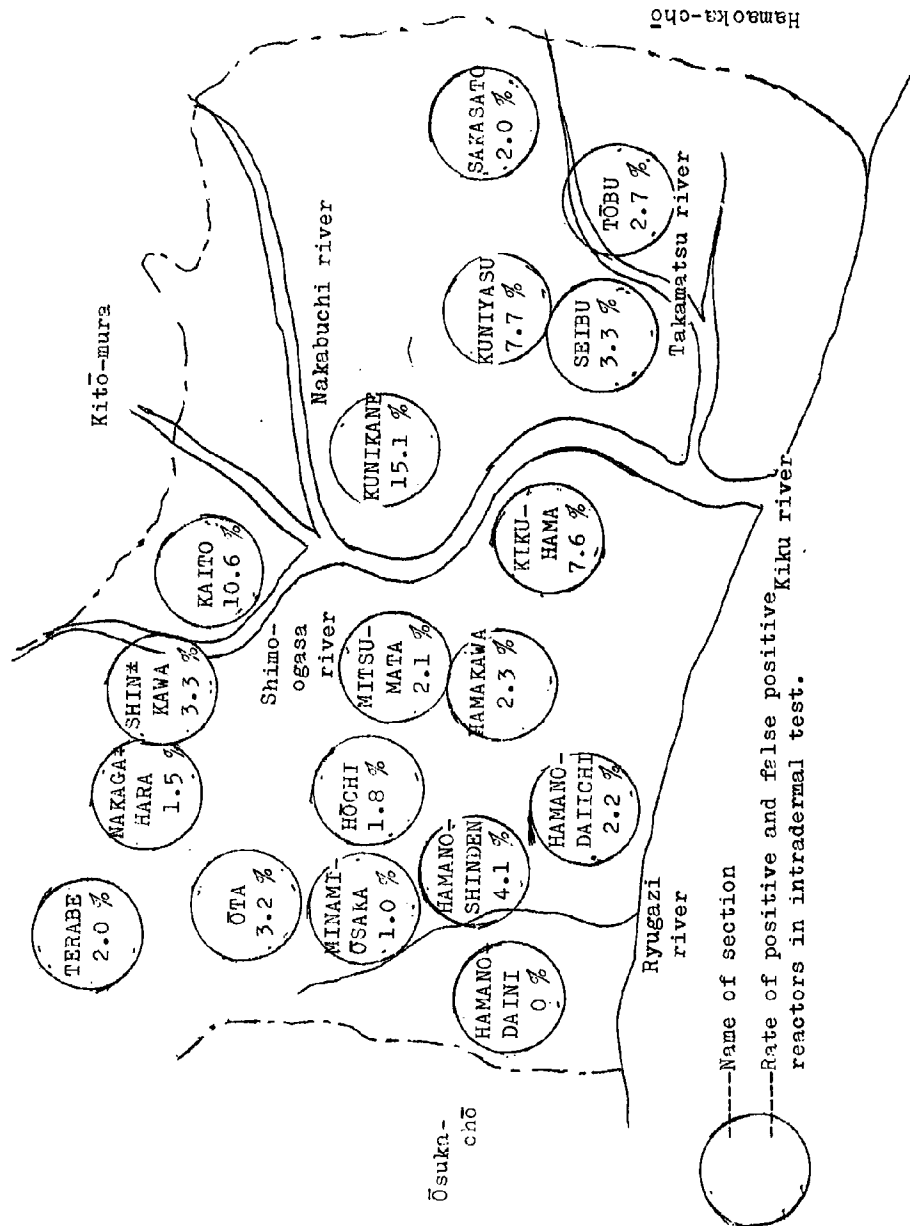 Kitō-mura
Hamaoka-chō
Ōsuka-
chō
Nakabuchi river
Shimo-
ogasa
river
Takamatsu river
Kiku river
Ryugazi
river
TERABE
2.0 %
NAKAGA=
HARA
1.5 %
SHIN=
KAWA
3.3 %
KAITO
10.6 %
ŌTA
3.2 %
MINAMI-
ŌSAKA
1.0 %
HŌCHI
1.8 %
MITSU-
MATA
2.1 %
KUNIKANE
15.1 %
KUNIYASU
7.7 %
SAKASATO
2.0 %
HAMANO-
DAINI
0 %
HAMANO-
SHINDEN
4.1 %
HAMANO-
DAIICHI
2.2 %
HAMAKAWA
2.3 %
KIKU-
HAMA
7.6 %
SEIBU
3.3 %
TŌBU
2.7 %
----Name of section
----Rate of positive and false positive
reactors in intradermal test.